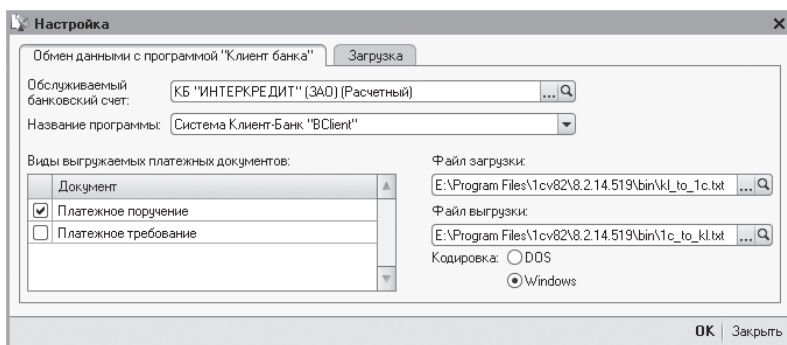 Настройка
Обмен данными с программой "Клиент банка"
Загрузка
Обслуживаемый
банковский счет:
КБ "ИНТЕРКРЕДИТ" (ЗАО) (Расчетный)
...
Название программы:
Система Клиент-Банк "BClient"
Виды выгружаемых платежных документов:
Документ
Платежное поручение
Платежное требование
Файл загрузки:
E:\Program Files\1cv82\8.2.14.519\bin\kl_to_1c.txt ...
Файл выгрузки:
E:\Program Files\1cv82\8.2.14.519\bin\1c_to_kl.txt ...
Кодировка: DOS
Windows
OK
Закрыть